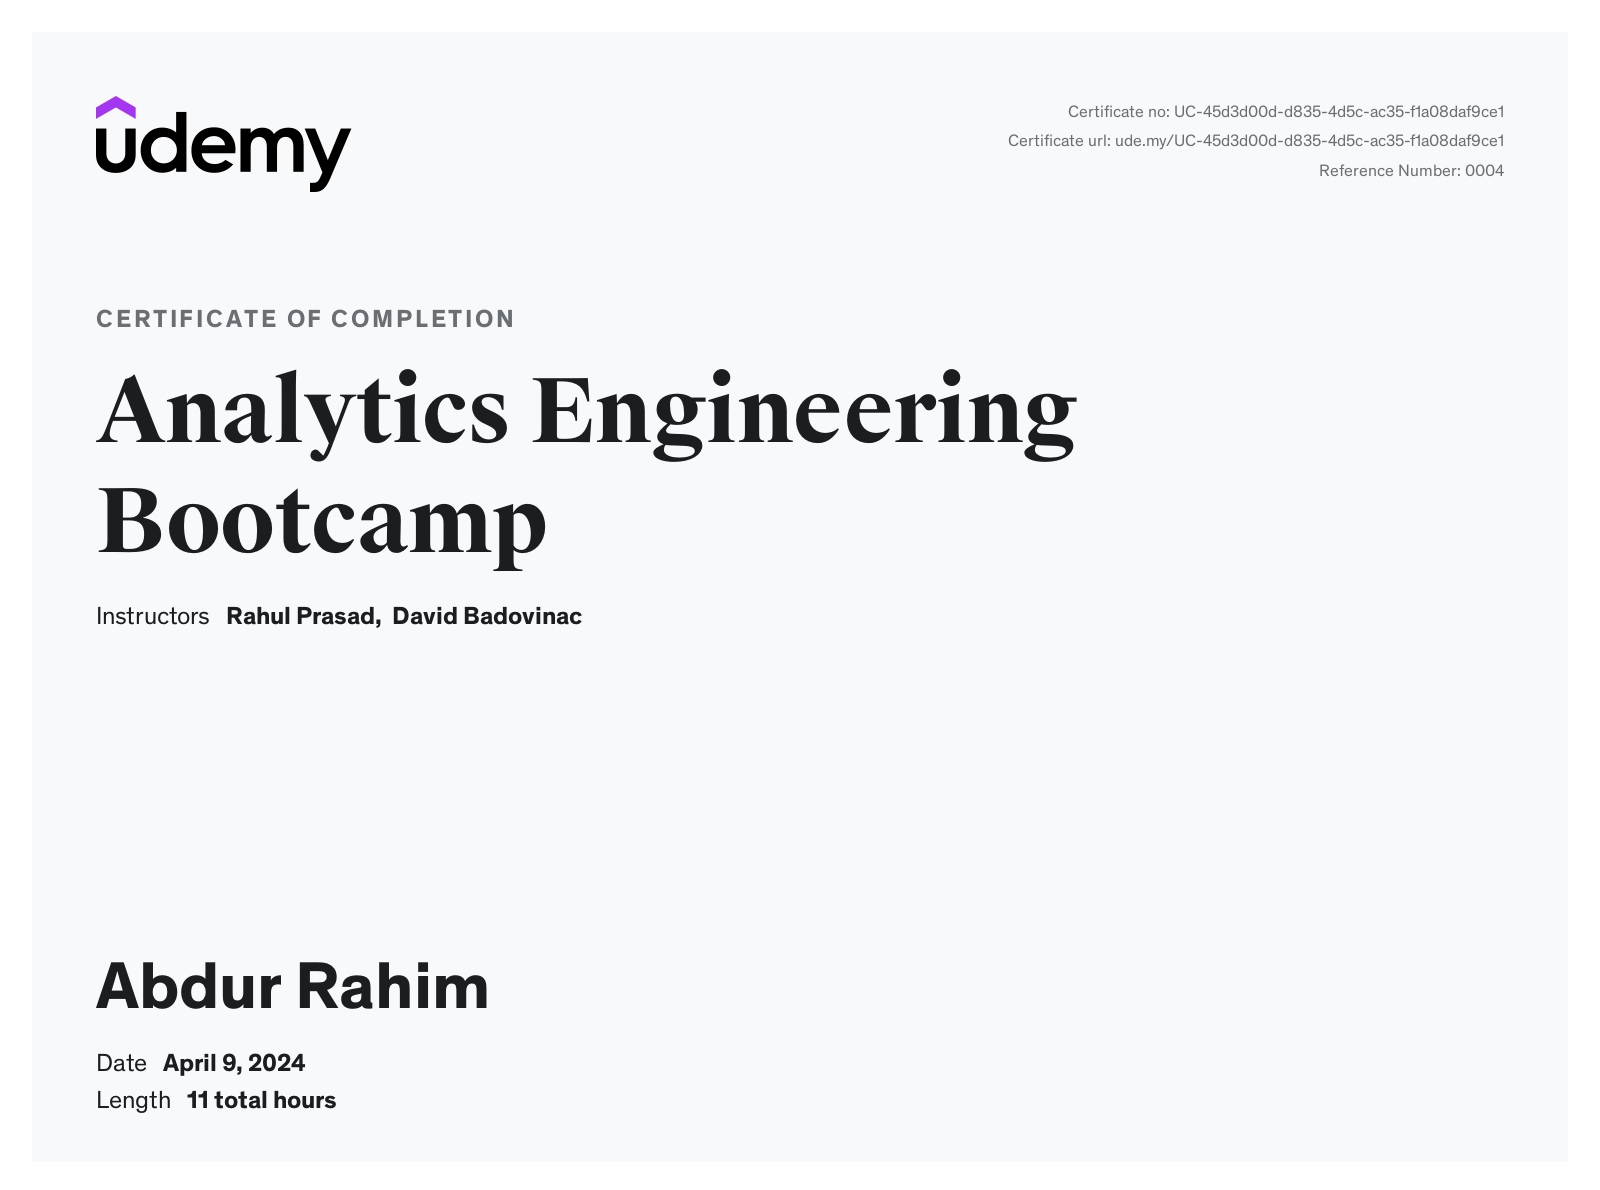 udemy
Certificate no: UC-45d3d00d-d835-4d5c-ac35-f1a08daf9ce1
Certificate url: ude.my/UC-45d3d00d-d835-4d5c-ac35-f1a08daf9ce1
Reference Number: 0004
CERTIFICATE OF COMPLETION
Analytics Engineering
Bootcamp
Instructors Rahul Prasad, David Badovinac
Abdur Rahim
Date April 9, 2024
Length 11 total hours